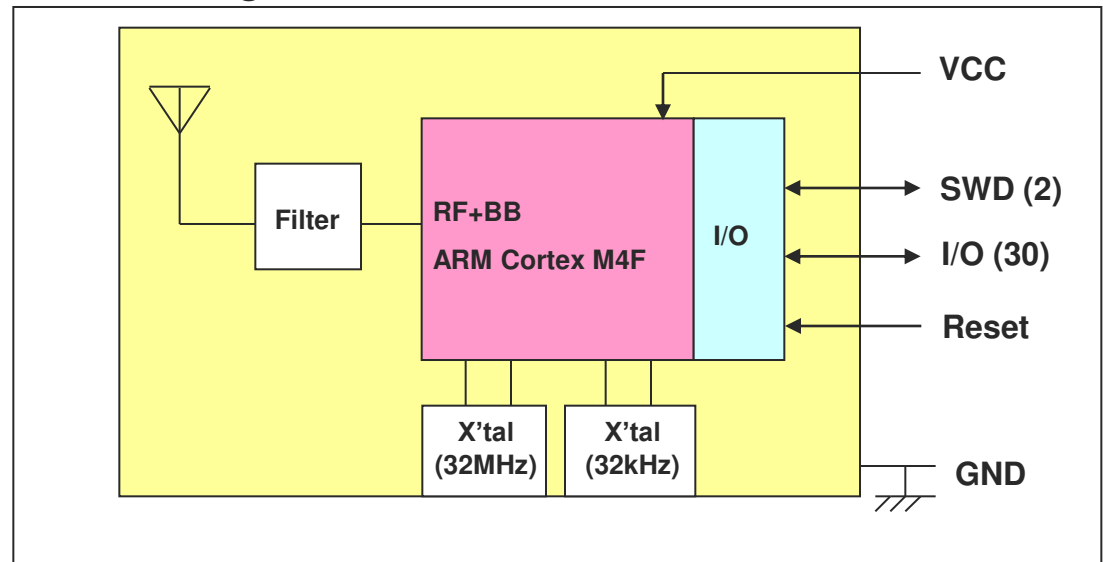 VCC
SWD (2)
Filter
RF+BB
I/O
I/O (30)
ARM Cortex M4F
Reset
X’tal
(32MHz)
X’tal
(32kHz)
GND